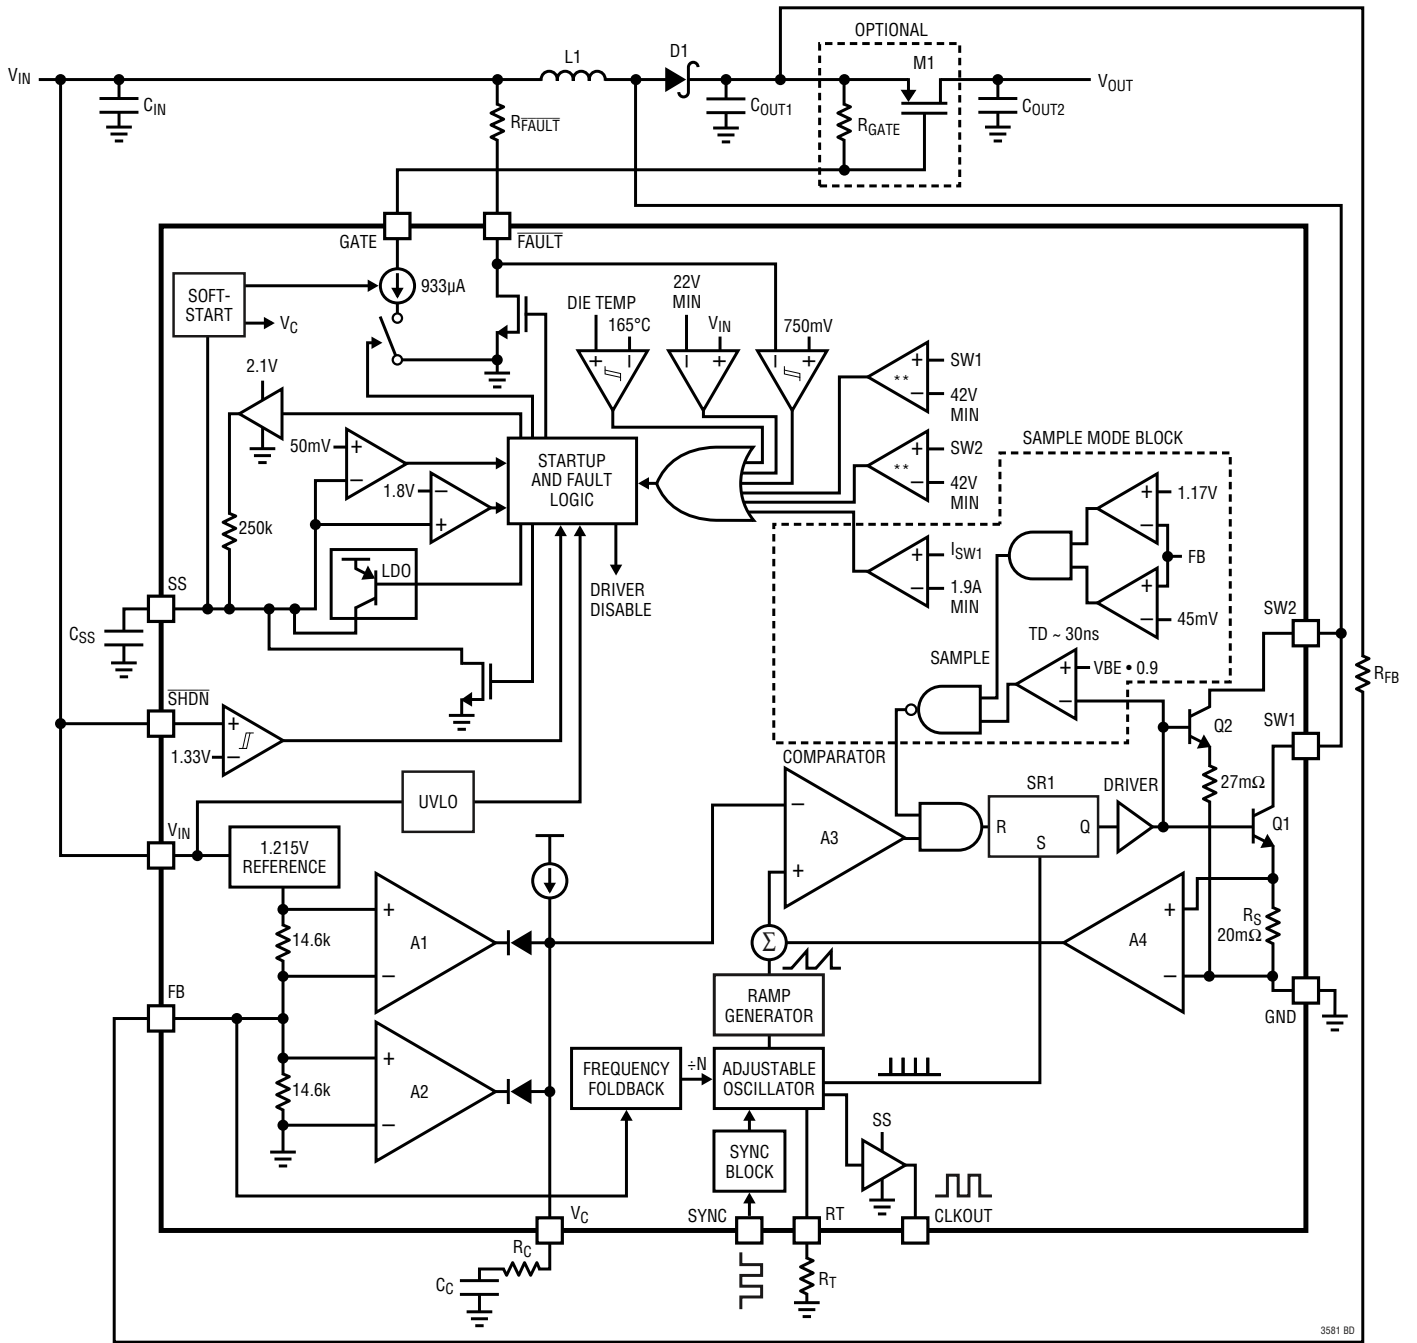 OPTIONAL
VIN
L1
D1
M1
VOUT
CIN
RFAULT
COUT1
RGATE
COUT2
GATE
FAULT
SOFT-
START
933µA
VC
DIE TEMP
165°C
22V
MIN
VIN
750mV
+
−
−
+
−
+
2.1V
SW1
+
**
−
42V
MIN
50mV
+
−
STARTUP
AND FAULT
LOGIC
SW2
+
**
−
42V
MIN
SAMPLE MODE BLOCK
1.8V
−
+
250k
1.17V
+
−
FB
+
−
45mV
ISW1
+
−
1.9A
MIN
LDO
DRIVER
DISABLE
SS
CSS
SW2
TD ~ 30ns
SAMPLE
VBE • 0.9
+
−
RFB
SHDN
+
1.33V
−
Q2
SW1
27mΩ
COMPARATOR
UVLO
−
A3
+
SR1
R
Q
S
DRIVER
Q1
VIN
1.215V
REFERENCE
14.6k
+
A1
−
Σ
A4
+
−
RS
20mΩ
FB
RAMP
GENERATOR
GND
14.6k
+
A2
−
FREQUENCY
FOLDBACK
÷N
ADJUSTABLE
OSCILLATOR
SS
SYNC
BLOCK
VC
SYNC
RT
CLKOUT
RC
CC
RT
3581 BD